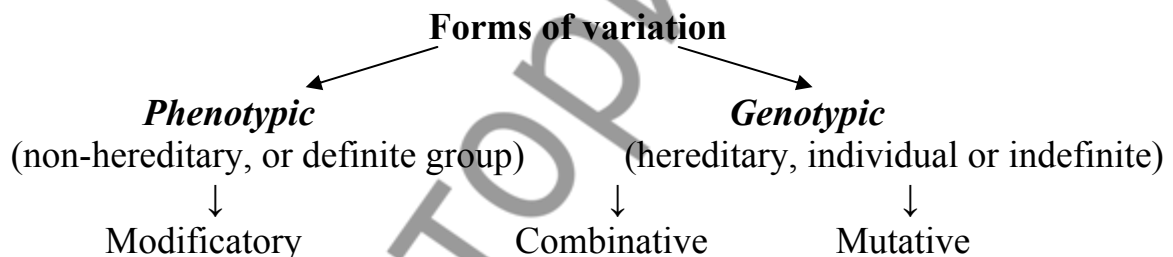 Forms of variation
Phenotypic Genotypic
(non-hereditary, or definite group) (hereditary, individual or indefinite)
↓ ↓ ↓
Modificatory Combinative Mutative